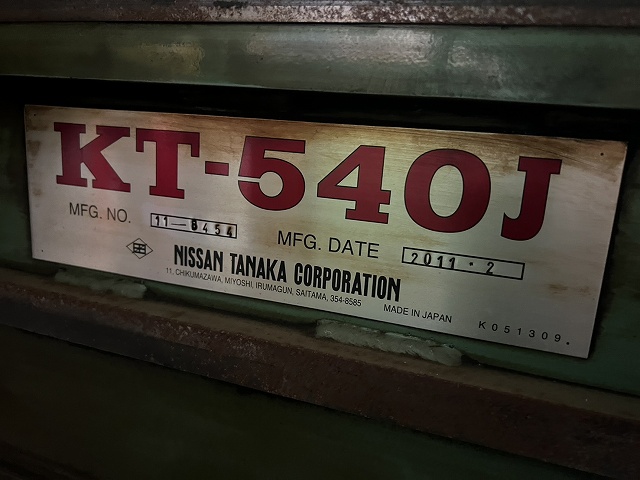 KT-540J
MFG. NO. 11-8454 MFG. DATE 2011.2
NISSAN TANAKA CORPORATION
11, CHIKUMAZAWA, MIYOSHI, IRUMAGUN, SAITAMA, 354-8585 MADE IN JAPAN K051309.